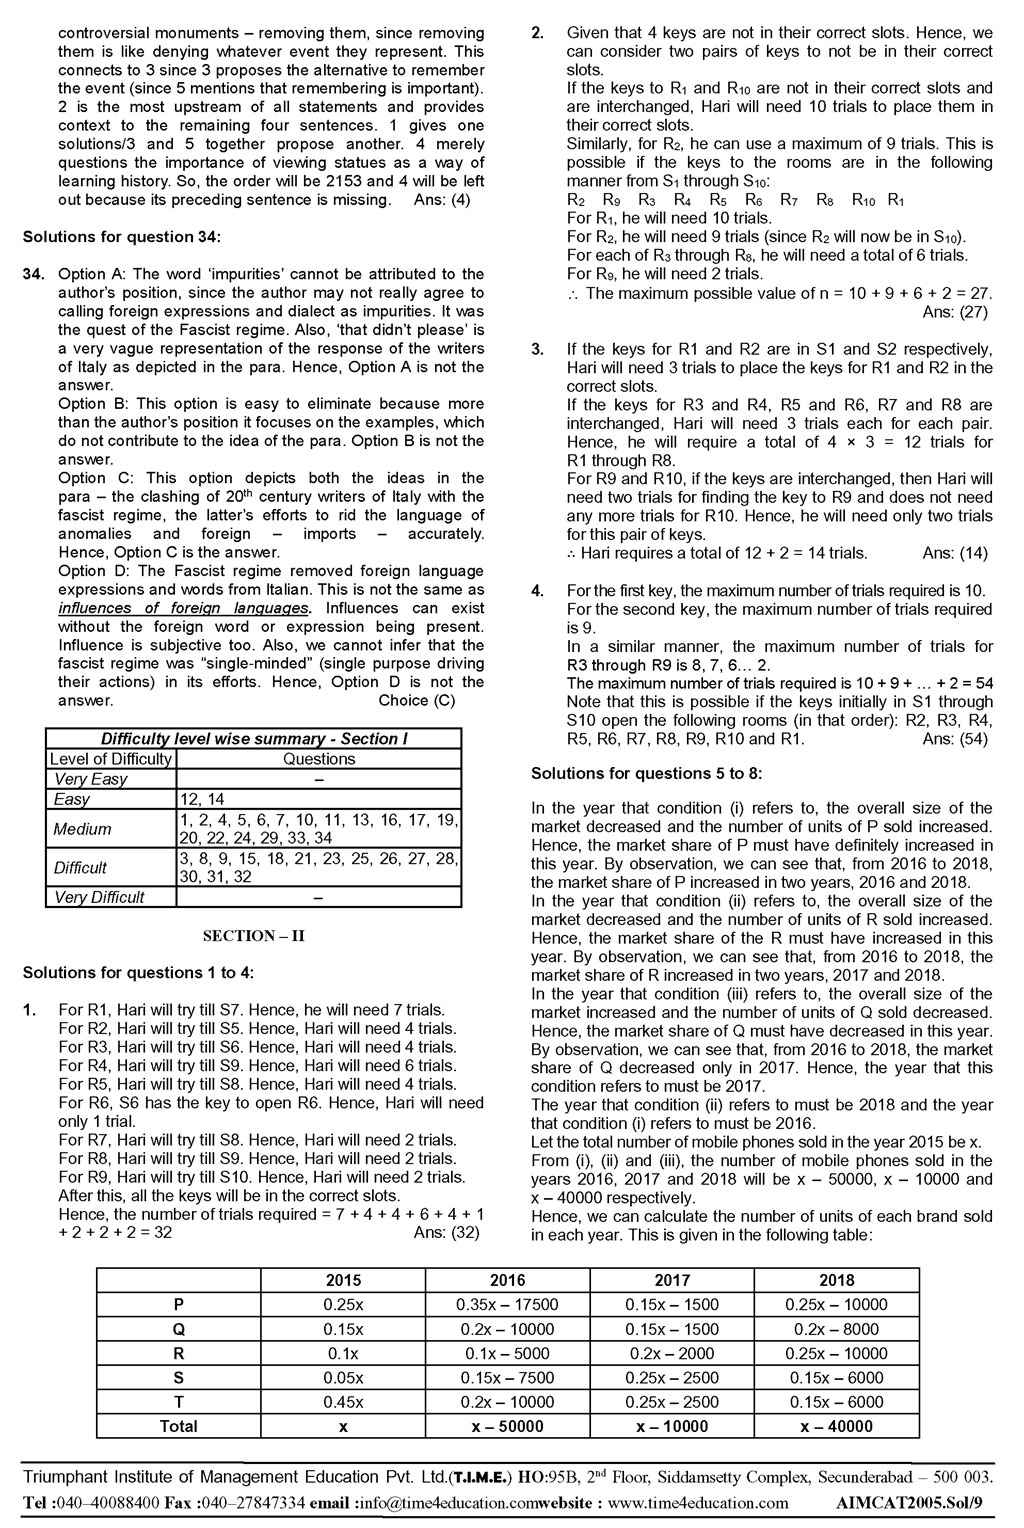 controversial monuments – removing them, since removing
them is like denying whatever event they represent. This
connects to 3 since 3 proposes the alternative to remember
the event (since 5 mentions that remembering is important).
2 is the most upstream of all statements and provides
context to the remaining four sentences. 1 gives one
solutions/3 and 5 together propose another. 4 merely
questions the importance of viewing statues as a way of
learning history. So, the order will be 2153 and 4 will be left
out because its preceding sentence is missing. Ans: (4)
Solutions for question 34:
34. Option A: The word ‘impurities’ cannot be attributed to the
author’s position, since the author may not really agree to
calling foreign expressions and dialect as impurities. It was
the quest of the Fascist regime. Also, ‘that didn’t please’ is
a very vague representation of the response of the writers
of Italy as depicted in the para. Hence, Option A is not the
answer.
Option B: This option is easy to eliminate because more
than the author’s position it focuses on the examples, which
do not contribute to the idea of the para. Option B is not the
answer.
Option C: This option depicts both the ideas in the
para – the clashing of 20th century writers of Italy with the
fascist regime, the latter’s efforts to rid the language of
anomalies and foreign – imports – accurately.
Hence, Option C is the answer.
Option D: The Fascist regime removed foreign language
expressions and words from Italian. This is not the same as
influences of foreign languages. Influences can exist
without the foreign word or expression being present.
Influence is subjective too. Also, we cannot infer that the
fascist regime was “single-minded” (single purpose driving
their actions) in its efforts. Hence, Option D is not the
answer. Choice (C)
Difficulty level wise summary - Section I
Level of Difficulty Questions
Very Easy –
Easy 12, 14
Medium 1, 2, 4, 5, 6, 7, 10, 11, 13, 16, 17, 19,
20, 22, 24, 29, 33, 34
Difficult 3, 8, 9, 15, 18, 21, 23, 25, 26, 27, 28,
30, 31, 32
Very Difficult –
SECTION – II
Solutions for questions 1 to 4:
1. For R1, Hari will try till S7. Hence, he will need 7 trials.
For R2, Hari will try till S5. Hence, Hari will need 4 trials.
For R3, Hari will try till S6. Hence, Hari will need 4 trials.
For R4, Hari will try till S9. Hence, Hari will need 6 trials.
For R5, Hari will try till S8. Hence, Hari will need 4 trials.
For R6, S6 has the key to open R6. Hence, Hari will need
only 1 trial.
For R7, Hari will try till S8. Hence, Hari will need 2 trials.
For R8, Hari will try till S9. Hence, Hari will need 2 trials.
For R9, Hari will try till S10. Hence, Hari will need 2 trials.
After this, all the keys will be in the correct slots.
Hence, the number of trials required = 7 + 4 + 4 + 6 + 4 + 1
+ 2 + 2 + 2 = 32 Ans: (32)
2. Given that 4 keys are not in their correct slots. Hence, we
can consider two pairs of keys to not be in their correct
slots.
If the keys to R1 and R10 are not in their correct slots and
are interchanged, Hari will need 10 trials to place them in
their correct slots.
Similarly, for R2, he can use a maximum of 9 trials. This is
possible if the keys to the rooms are in the following
manner from S1 through S10:
R2 R9 R3 R4 R5 R6 R7 R8 R10 R1
For R1, he will need 10 trials.
For R2, he will need 9 trials (since R2 will now be in S10).
For each of R3 through R8, he will need a total of 6 trials.
For R9, he will need 2 trials.
∴ The maximum possible value of n = 10 + 9 + 6 + 2 = 27.
Ans: (27)
3. If the keys for R1 and R2 are in S1 and S2 respectively,
Hari will need 3 trials to place the keys for R1 and R2 in the
correct slots.
If the keys for R3 and R4, R5 and R6, R7 and R8 are
interchanged, Hari will need 3 trials each for each pair.
Hence, he will require a total of 4 × 3 = 12 trials for
R1 through R8.
For R9 and R10, if the keys are interchanged, then Hari will
need two trials for finding the key to R9 and does not need
any more trials for R10. Hence, he will need only two trials
for this pair of keys.
∴ Hari requires a total of 12 + 2 = 14 trials. Ans: (14)
4. For the first key, the maximum number of trials required is 10.
For the second key, the maximum number of trials required
is 9.
In a similar manner, the maximum number of trials for
R3 through R9 is 8, 7, 6… 2.
The maximum number of trials required is 10 + 9 + … + 2 = 54
Note that this is possible if the keys initially in S1 through
S10 open the following rooms (in that order): R2, R3, R4,
R5, R6, R7, R8, R9, R10 and R1. Ans: (54)
Solutions for questions 5 to 8:
In the year that condition (i) refers to, the overall size of the
market decreased and the number of units of P sold increased.
Hence, the market share of P must have definitely increased in
this year. By observation, we can see that, from 2016 to 2018,
the market share of P increased in two years, 2016 and 2018.
In the year that condition (ii) refers to, the overall size of the
market decreased and the number of units of R sold increased.
Hence, the market share of the R must have increased in this
year. By observation, we can see that, from 2016 to 2018, the
market share of R increased in two years, 2017 and 2018.
In the year that condition (iii) refers to, the overall size of the
market increased and the number of units of Q sold decreased.
Hence, the market share of Q must have decreased in this year.
By observation, we can see that, from 2016 to 2018, the market
share of Q decreased only in 2017. Hence, the year that this
condition refers to must be 2017.
The year that condition (ii) refers to must be 2018 and the year
that condition (i) refers to must be 2016.
Let the total number of mobile phones sold in the year 2015 be x.
From (i), (ii) and (iii), the number of mobile phones sold in the
years 2016, 2017 and 2018 will be x – 50000, x – 10000 and
x – 40000 respectively.
Hence, we can calculate the number of units of each brand sold
in each year. This is given in the following table:
2015 2016 2017 2018
P 0.25x 0.35x – 17500 0.15x – 1500 0.25x – 10000
Q 0.15x 0.2x – 10000 0.15x – 1500 0.2x – 8000
R 0.1x 0.1x – 5000 0.2x – 2000 0.25x – 10000
S 0.05x 0.15x – 7500 0.25x – 2500 0.15x – 6000
T 0.45x 0.2x – 10000 0.25x – 2500 0.15x – 6000
Total x x – 50000 x – 10000 x – 40000
Triumphant Institute of Management Education Pvt. Ltd.(T.I.M.E.) HO:95B, 2nd Floor, Siddamsetty Complex, Secunderabad – 500 003.
Tel :040–40088400 Fax :040–27847334 email :info@time4education.comwebsite : www.time4education.com AIMCAT2005.Sol/9